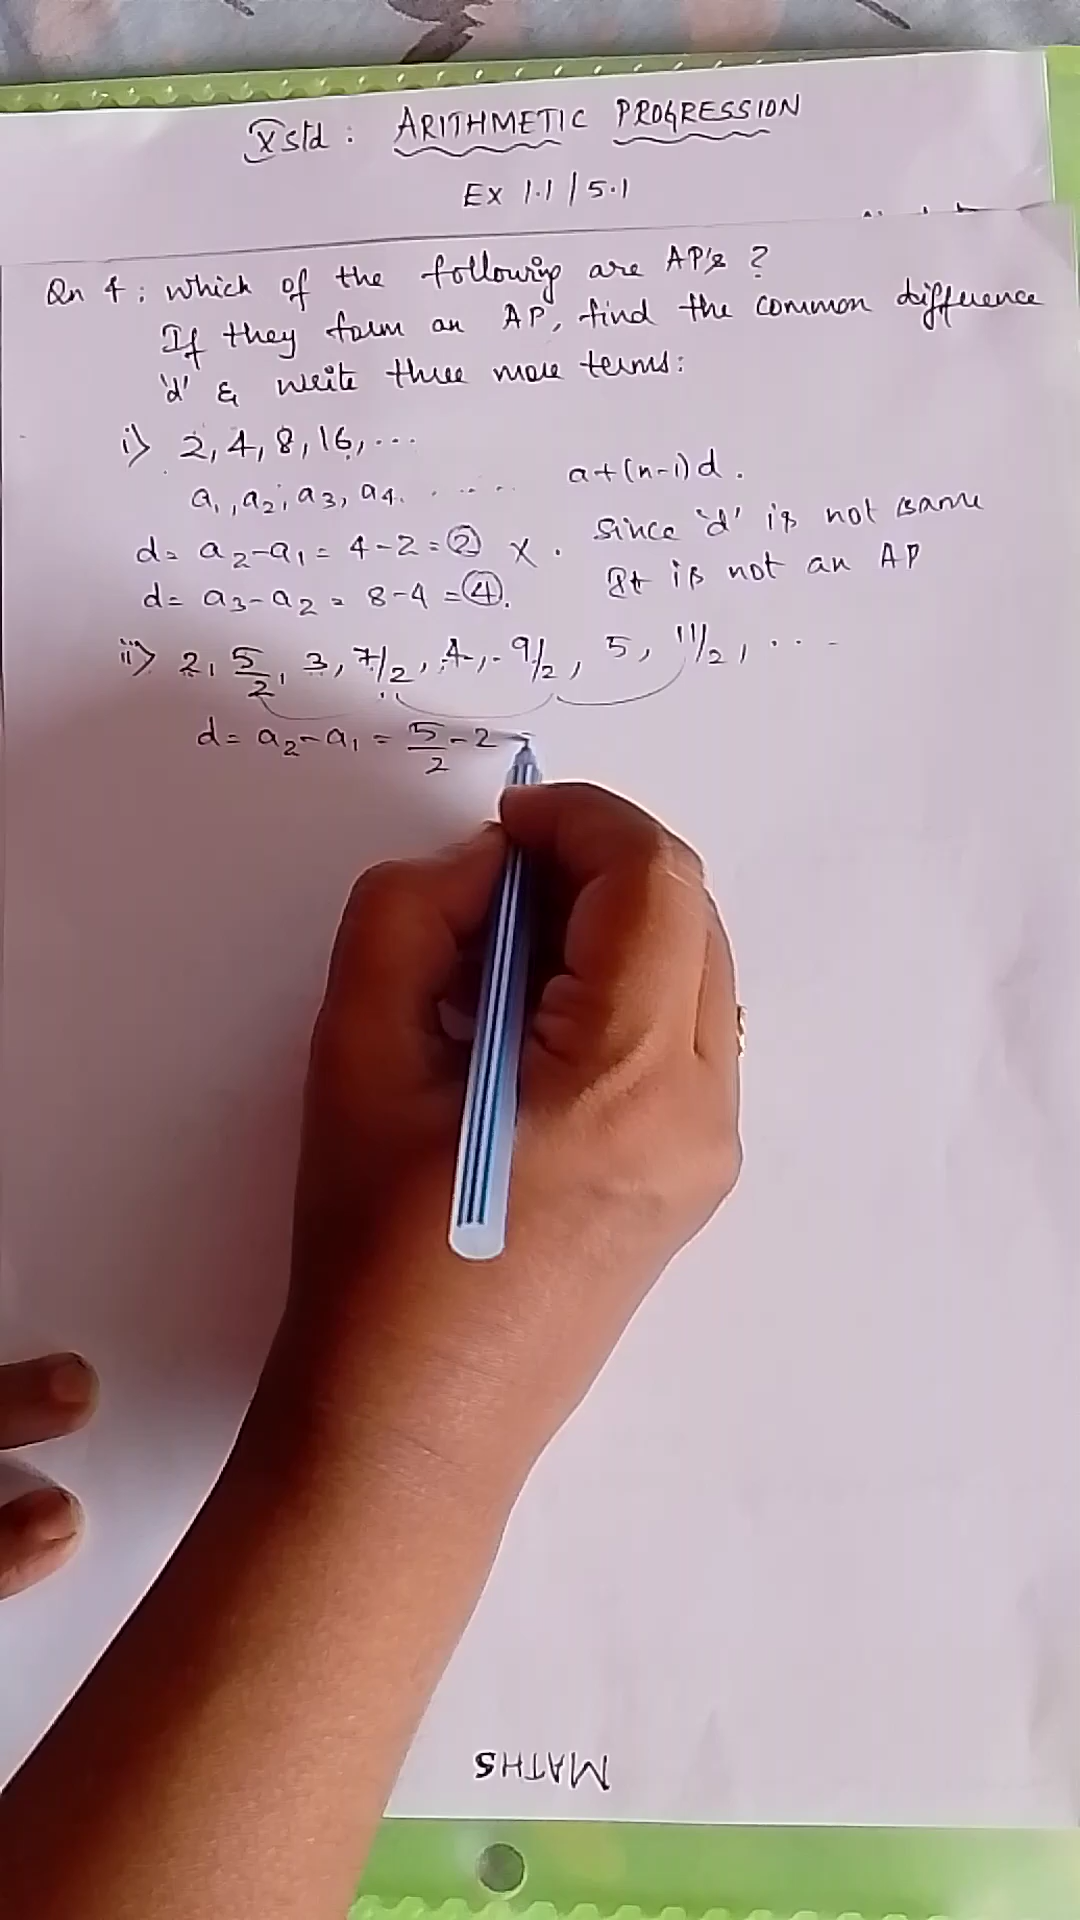 X std : ARITHMETIC PROGRESSION
Ex 1.1 / 5.1
Qn 4 : Which of the following are AP's ?
If they form an AP, find the common difference
'd' & write three more terms:
i) 2, 4, 8, 16, ...
a₁, a₂, a₃, a₄. . ....
a+(n-1)d .
d = a₂-a₁ = 4-2 = ② X .
Since 'd' is not same
d = a₃-a₂ = 8-4 = ④.
It is not an AP
ii) 2, 5/2, 3, 7/2, 4, 9/2, 5, 11/2, ....
d = a₂-a₁ = 5/2 - 2 =
MATHS